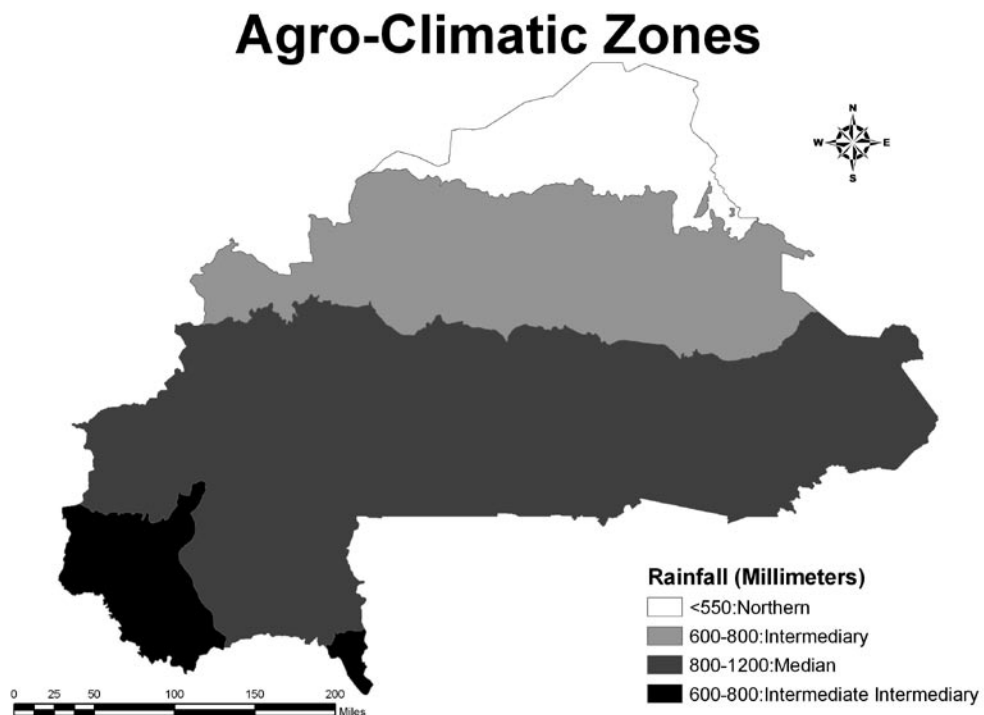 Agro-Climatic Zones
N
W E
S
3
Rainfall (Millimeters)
<550:Northern
600-800:Intermediary
800-1200:Median
600-800:Intermediate Intermediary
0 25 50 100 150 200
Miles